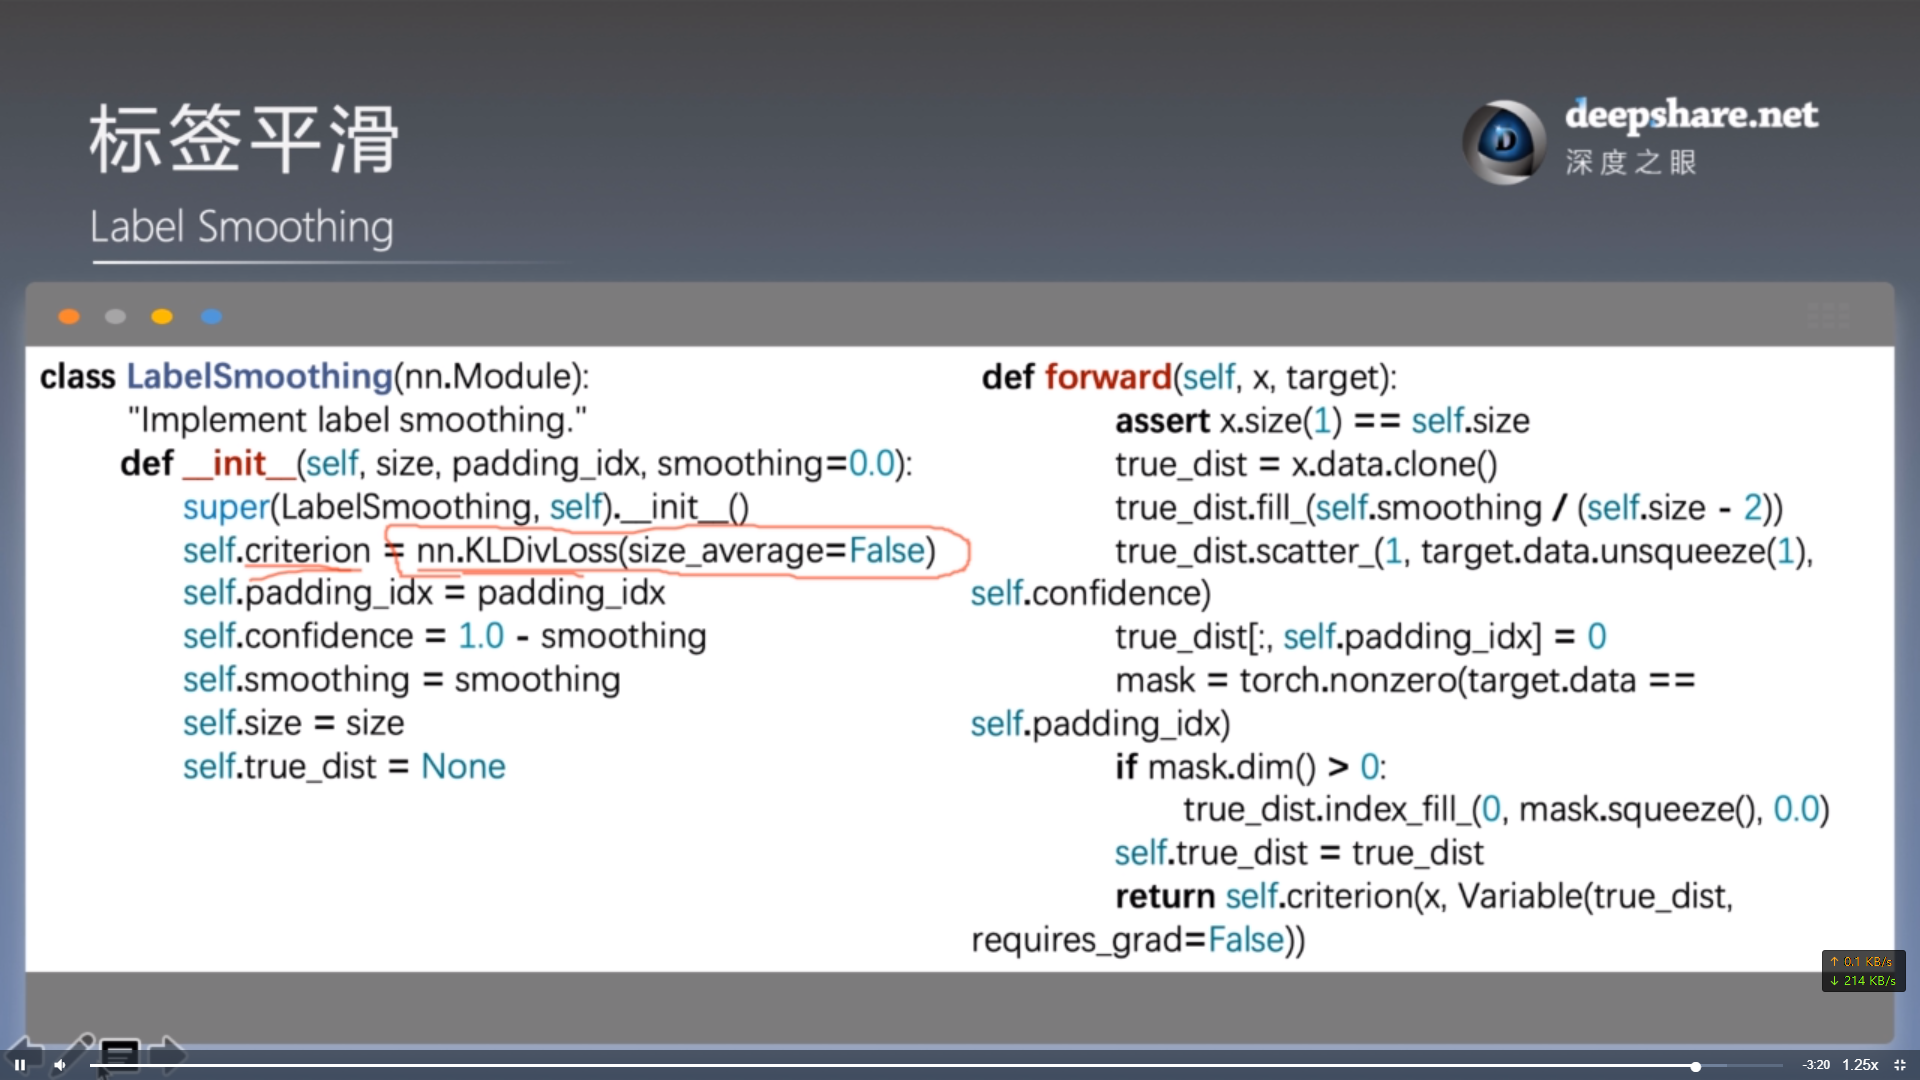 标签平滑
Label Smoothing
deepshare.net
深度之眼
class LabelSmoothing(nn.Module):
"Implement label smoothing."
def __init__(self, size, padding_idx, smoothing=0.0):
super(LabelSmoothing, self).__init__()
self.criterion = nn.KLDivLoss(size_average=False)
self.padding_idx = padding_idx
self.confidence = 1.0 - smoothing
self.smoothing = smoothing
self.size = size
self.true_dist = None
def forward(self, x, target):
assert x.size(1) == self.size
true_dist = x.data.clone()
true_dist.fill_(self.smoothing / (self.size - 2))
true_dist.scatter_(1, target.data.unsqueeze(1),
self.confidence)
true_dist[:, self.padding_idx] = 0
mask = torch.nonzero(target.data ==
self.padding_idx)
if mask.dim() > 0:
true_dist.index_fill_(0, mask.squeeze(), 0.0)
self.true_dist = true_dist
return self.criterion(x, Variable(true_dist,
requires_grad=False))
↑ 0.1 KB/s
↓ 214 KB/s
-3:20 1.25x